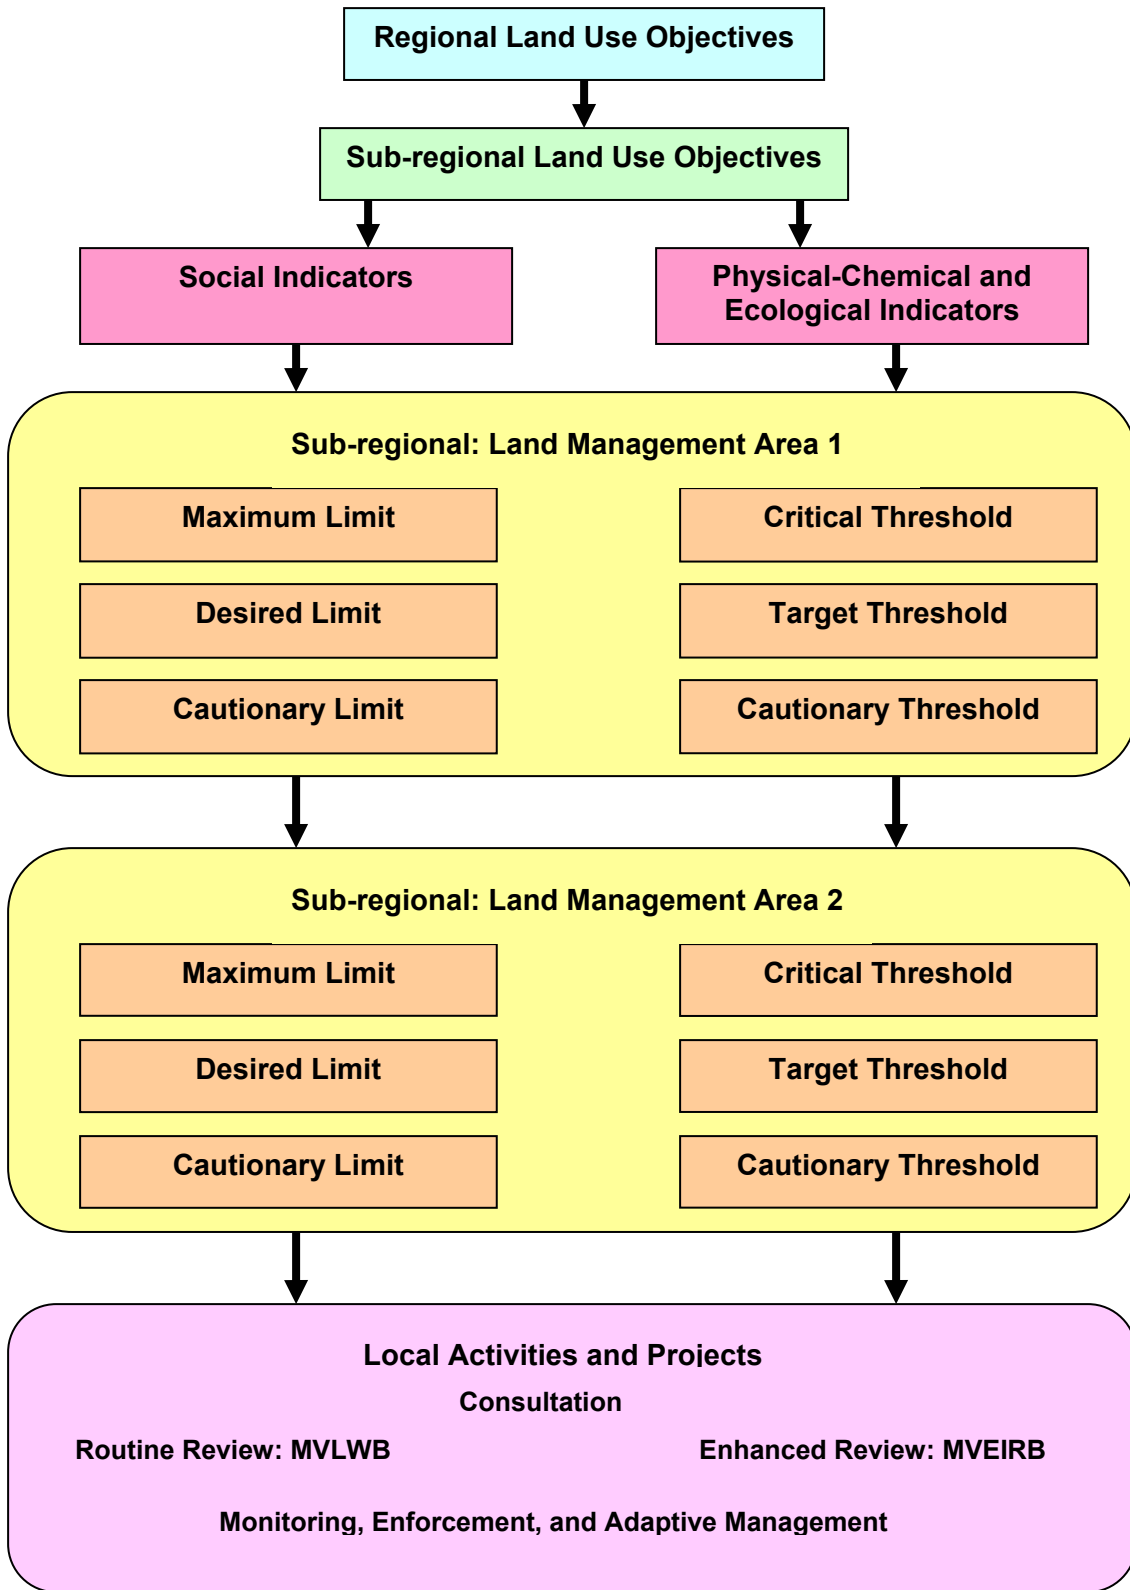 Regional Land Use Objectives
Sub-regional Land Use Objectives
Social Indicators
Physical-Chemical and
Ecological Indicators
Sub-regional: Land Management Area 1
Maximum Limit
Critical Threshold
Desired Limit
Target Threshold
Cautionary Limit
Cautionary Threshold
Sub-regional: Land Management Area 2
Maximum Limit
Critical Threshold
Desired Limit
Target Threshold
Cautionary Limit
Cautionary Threshold
Local Activities and Projects
Consultation
Routine Review: MVLWB
Enhanced Review: MVEIRB
Monitoring, Enforcement, and Adaptive Management